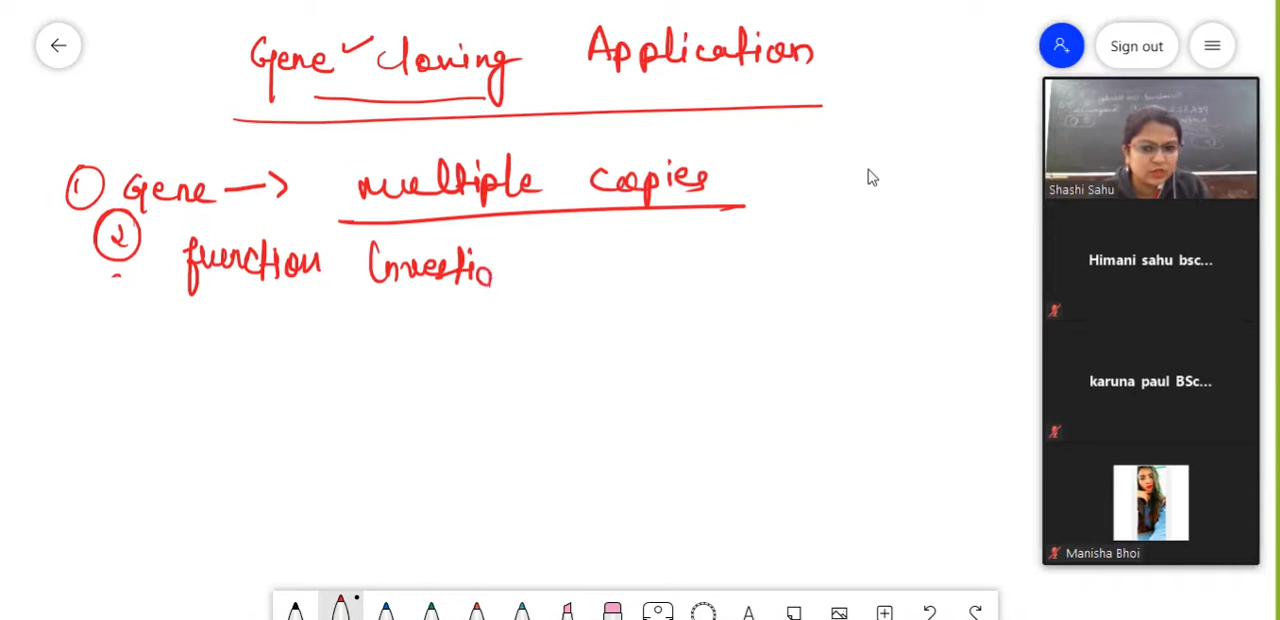 Gene cloning Application
Sign out
① Gene → multiple copies
② function Investig
Shashi Sahu
Himani sahu bsc...
karuna paul BSc...
Manisha Bhoi
A